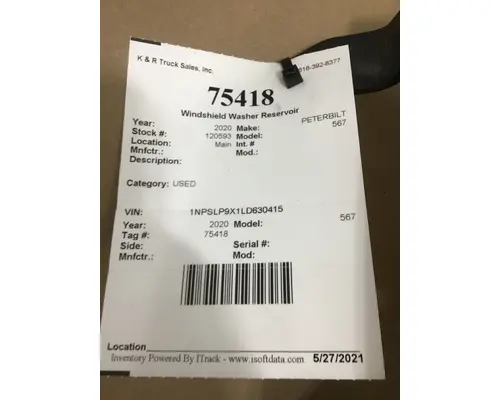 K & R Truck Sales, Inc.
616-392-8377
75418
Windshield Washer Reservoir
Year: 2020 Make: PETERBILT
Stock #: 120593 Model: 567
Location: Main Int. #
Mnfctr.: Mod.:
Description:
Category: USED
VIN: 1NPSLP9X1LD630415
Year: 2020 Model: 567
Tag #: 75418
Side: Serial #:
Mnfctr.: Mod:
Location
Inventory Powered By ITrack - www.isoftdata.com 5/27/2021